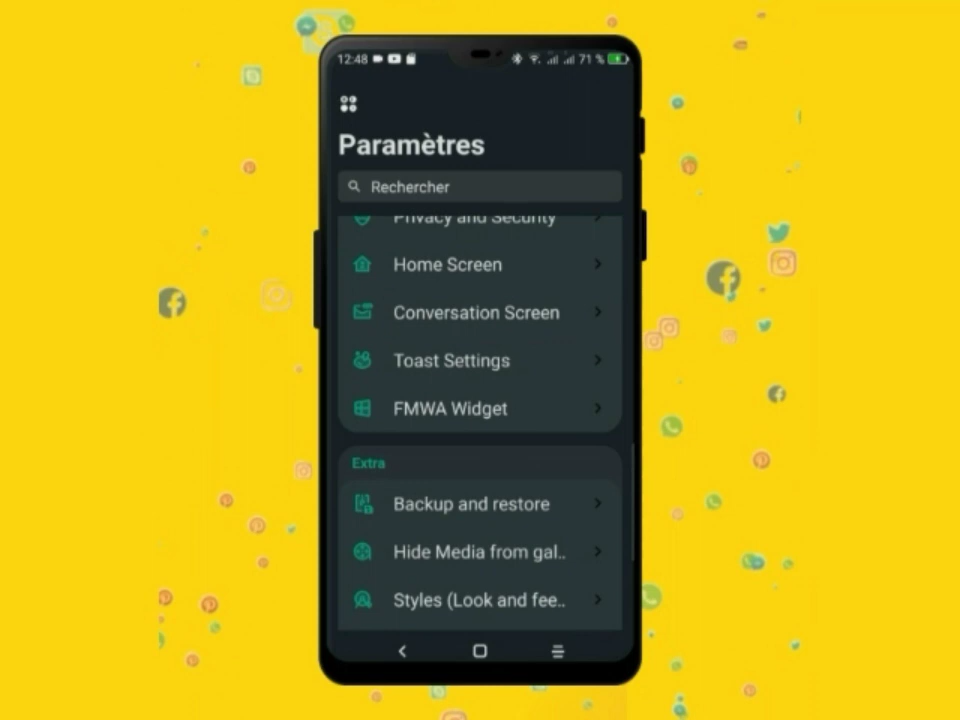 12:48 71 %
Paramètres
Rechercher
Privacy and Security
Home Screen
Conversation Screen
Toast Settings
FMWA Widget
Extra
Backup and restore
Hide Media from gal..
Styles (Look and fee..